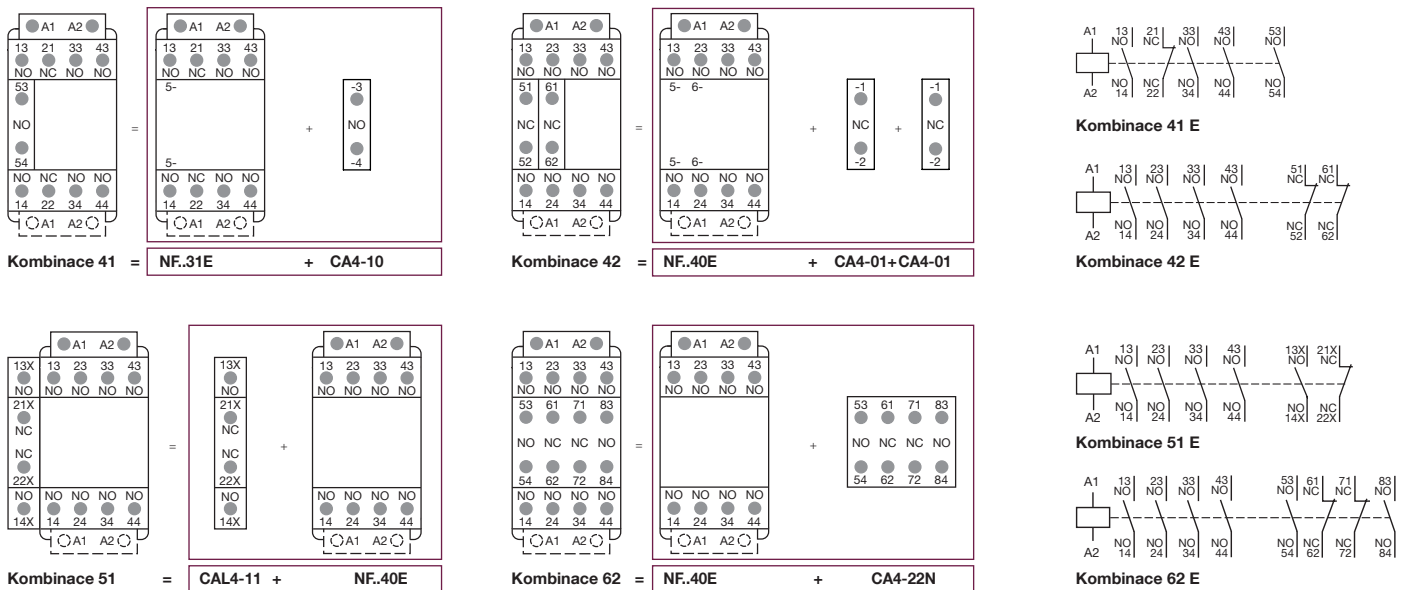 A1 A2 A1 A2
13 21 33 43 13 21 33 43
NO NC NO NO NO NC NO NO
53 5- -3
NO = + NO
54 5- -4
NO NC NO NO NO NC NO NO
14 22 34 44 14 22 34 44
A1 A2 A1 A2
Kombinace 41 = NF..31E + CA4-10
A1 A2 A1 A2
13 23 33 43 13 23 33 43
NO NO NO NO NO NO NO NO
51 61 5- 6- -1 -1
NC NC = + NC + NC
52 62 5- 6- -2 -2
NO NO NO NO NO NO NO NO
14 24 34 44 14 24 34 44
A1 A2 A1 A2
Kombinace 42 = NF..40E + CA4-01+CA4-01
A1 13 21 33 43 53
NO NC NO NO NO
NO NC NO NO NO
A2 14 22 34 44 54
Kombinace 41 E
A1 13 23 33 43 51 61
NO NO NO NO NC NC
NO NO NO NO NC NC
A2 14 24 34 44 52 62
Kombinace 42 E
A1 A2 A1 A2
13X 13 23 33 43 13X 13 23 33 43
NO NO NO NO NO NO NO NO NO NO
21X 21X
NC = NC +
NC NC
22X 22X
NO NO NO NO NO NO NO NO NO NO
14X 14 24 34 44 14X 14 24 34 44
A1 A2 A1 A2
Kombinace 51 = CAL4-11 + NF..40E
A1 A2 A1 A2
13 23 33 43 13 23 33 43
NO NO NO NO NO NO NO NO
53 61 71 83 53 61 71 83
NO NC NC NO = + NO NC NC NO
54 62 72 84 54 62 72 84
NO NO NO NO NO NO NO NO
14 24 34 44 14 24 34 44
A1 A2 A1 A2
Kombinace 62 = NF..40E + CA4-22N
A1 13 23 33 43 13X 21X
NO NO NO NO NO NC
NO NO NO NO NO NC
A2 14 24 34 44 14X 22X
Kombinace 51 E
A1 13 23 33 43 53 61 71 83
NO NO NO NO NO NC NC NO
NO NO NO NO NO NC NC NO
A2 14 24 34 44 54 62 72 84
Kombinace 62 E